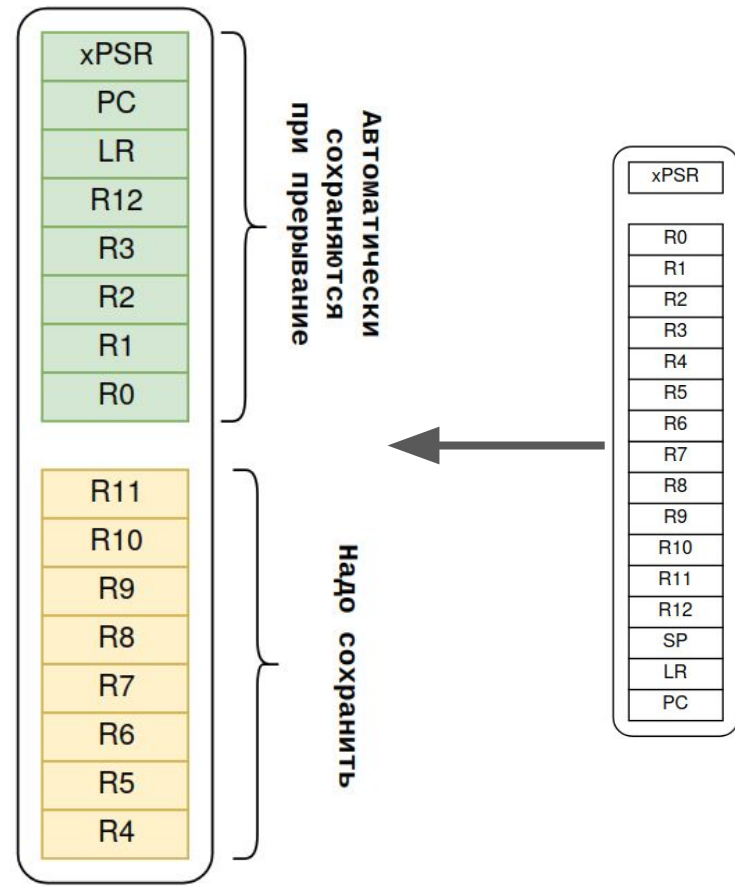 xPSR
PC
LR
R12
R3
R2
R1
R0
Автоматически
сохраняются
при прерывание
R11
R10
R9
R8
R7
R6
R5
R4
Надо сохранить
xPSR
R0
R1
R2
R3
R4
R5
R6
R7
R8
R9
R10
R11
R12
SP
LR
PC